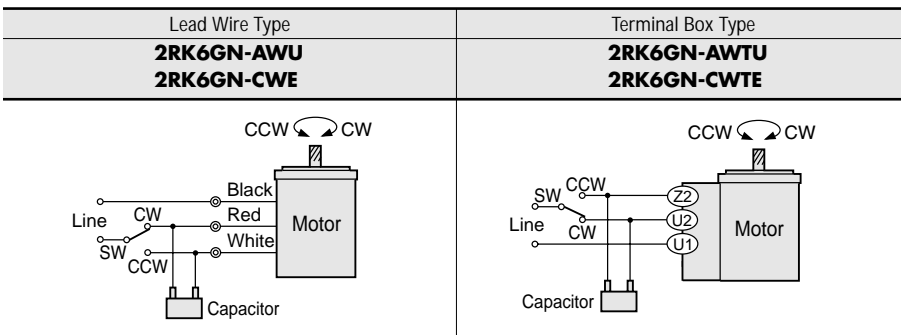 Lead Wire Type
2RK6GN-AWU
2RK6GN-CWE
CCW CW
Black
Line
CW
Red
Motor
White
SW
CCW
Capacitor
Terminal Box Type
2RK6GN-AWTU
2RK6GN-CWTE
CCW CW
CCW
SW
Z2
Line
CW
U2
Motor
U1
Capacitor